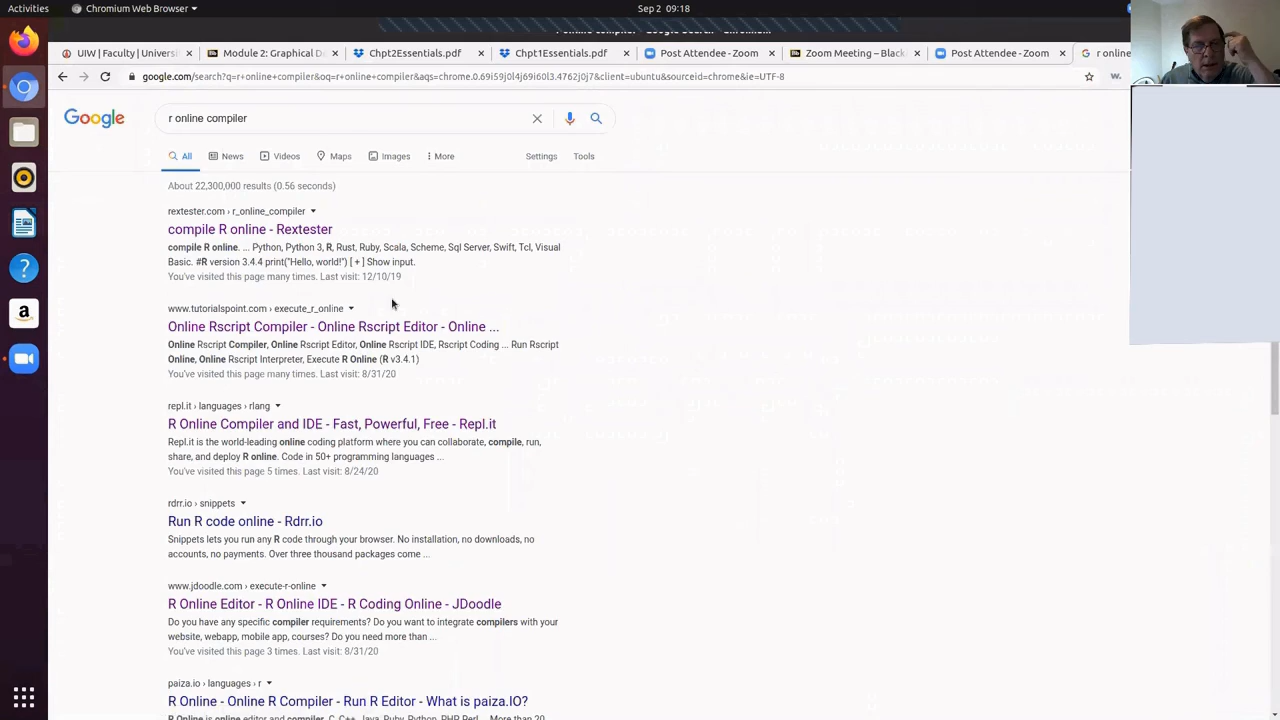 Activities
Chromium Web Browser
Sep 2 09:18
UIW | Faculty | Universi
Module 2: Graphical D
Chpt2Essentials.pdf
Chpt1Essentials.pdf
Post Attendee - Zoom
Zoom Meeting – Black
Post Attendee - Zoom
r online
google.com/search?q=r+online+compiler&oq=r+online+compiler&aqs=chrome.0.69i59j0l4j69i60l3.4762j0j7&client=ubuntu&sourceid=chrome&ie=UTF-8
Google
r online compiler
All
News
Videos
Maps
Images
More
Settings
Tools
About 22,300,000 results (0.56 seconds)
rextester.com › r_online_compiler
compile R online - Rextester
compile R online. ... Python, Python 3, R, Rust, Ruby, Scala, Scheme, Sql Server, Swift, Tcl, Visual
Basic. #R version 3.4.4 print("Hello, world!") [ + ] Show input.
You've visited this page many times. Last visit: 12/10/19
www.tutorialspoint.com › execute_r_online
Online Rscript Compiler - Online Rscript Editor - Online ...
Online Rscript Compiler, Online Rscript Editor, Online Rscript IDE, Rscript Coding ... Run Rscript
Online, Online Rscript Interpreter, Execute R Online (R v3.4.1)
You've visited this page many times. Last visit: 8/31/20
repl.it › languages › rlang
R Online Compiler and IDE - Fast, Powerful, Free - Repl.it
Repl.it is the world-leading online coding platform where you can collaborate, compile, run,
share, and deploy R online. Code in 50+ programming languages ...
You've visited this page 5 times. Last visit: 8/24/20
rdrr.io › snippets
Run R code online - Rdrr.io
Snippets lets you run any R code through your browser. No installation, no downloads, no
accounts, no payments. Over three thousand packages come ...
www.jdoodle.com › execute-r-online
R Online Editor - R Online IDE - R Coding Online - JDoodle
Do you have any specific compiler requirements? Do you want to integrate compilers with your
website, webapp, mobile app, courses? Do you need more than ...
You've visited this page 3 times. Last visit: 8/31/20
paiza.io › languages › r
R Online - Online R Compiler - Run R Editor - What is paiza.IO?
R Online is online editor and compiler. C, C++, Java, Ruby, Python, PHP, Perl... More than 20